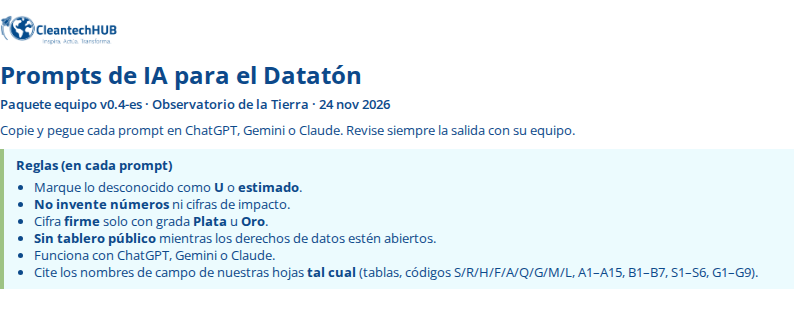 CleantechHUB
Inspira, Actúa, Transforma.
Prompts de IA para el Datatón
Paquete equipo v0.4-es · Observatorio de la Tierra · 24 nov 2026
Copie y pegue cada prompt en ChatGPT, Gemini o Claude. Revise siempre la salida con su equipo.
Reglas (en cada prompt)
• Marque lo desconocido como U o estimado.
• No invente números ni cifras de impacto.
• Cifra firme solo con grada Plata u Oro.
• Sin tablero público mientras los derechos de datos estén abiertos.
• Funciona con ChatGPT, Gemini o Claude.
• Cite los nombres de campo de nuestras hojas tal cual (tablas, códigos S/R/H/F/A/Q/G/M/L, A1–A15, B1–B7, S1–S6, G1–G9).